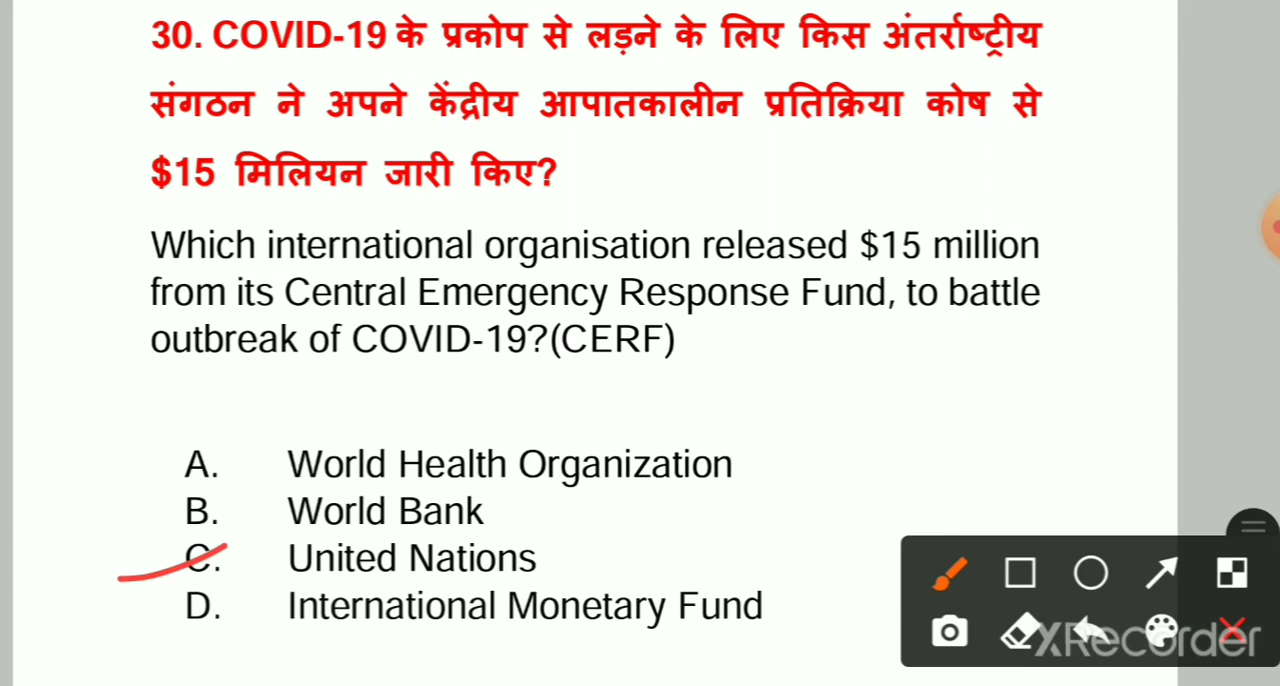 30. COVID-19 के प्रकोप से लड़ने के लिए किस अंतर्राष्ट्रीय
संगठन ने अपने केंद्रीय आपातकालीन प्रतिक्रिया कोष से
$15 मिलियन जारी किए?
Which international organisation released $15 million
from its Central Emergency Response Fund, to battle
outbreak of COVID-19?(CERF)
A. World Health Organization
B. World Bank
C. United Nations
D. International Monetary Fund
XRecorder